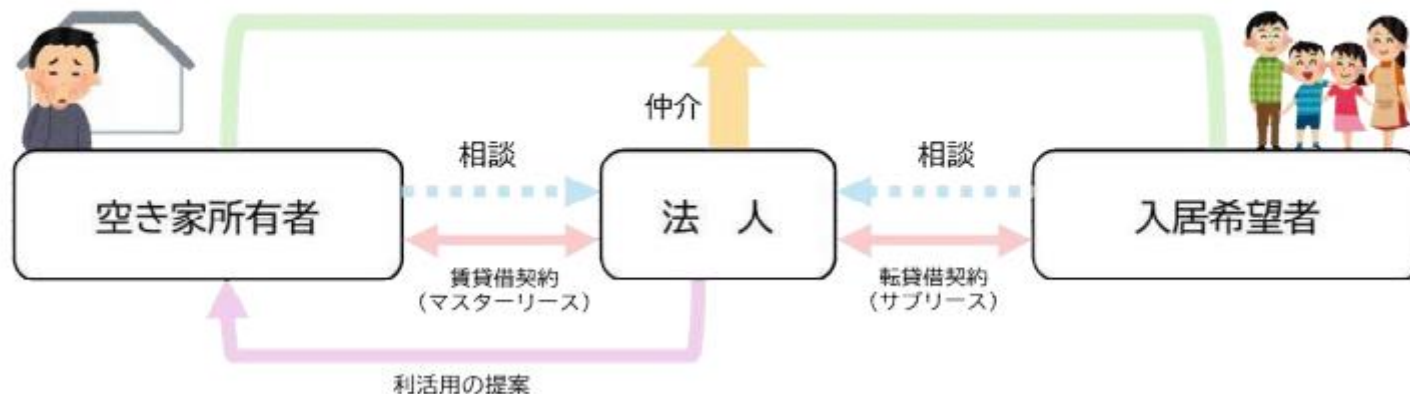 仲介
相談
相談
空き家所有者
法　人
入居希望者
賃貸借契約
（マスターリース）
転貸借契約
（サブリース）
利活用の提案